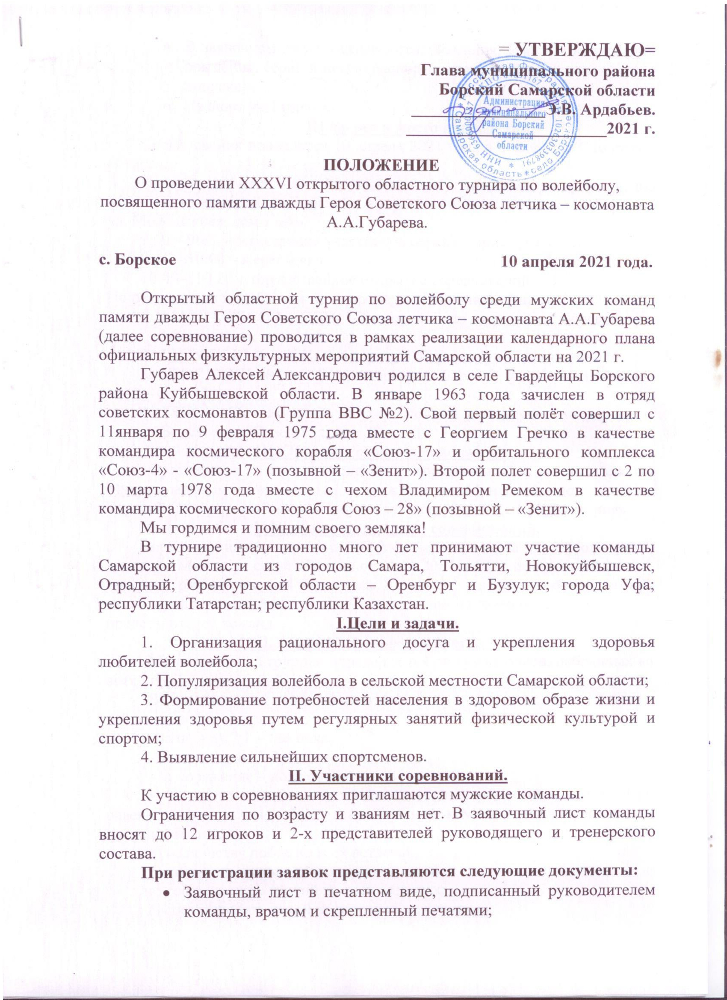 = УТВЕРЖДАЮ=
Глава муниципального района
Борский Самарской области
Э.В. Ардабьев.
2021 г.
Администрация
муниципального
района Борский
Самарской
области
ПОЛОЖЕНИЕ
О проведении XXXVI открытого областного турнира по волейболу,
посвященного памяти дважды Героя Советского Союза летчика – космонавта
А.А.Губарева.
с. Борское 10 апреля 2021 года.
Открытый областной турнир по волейболу среди мужских команд
памяти дважды Героя Советского Союза летчика – космонавта А.А.Губарева
(далее соревнование) проводится в рамках реализации календарного плана
официальных физкультурных мероприятий Самарской области на 2021 г.
Губарев Алексей Александрович родился в селе Гвардейцы Борского
района Куйбышевской области. В январе 1963 года зачислен в отряд
советских космонавтов (Группа ВВС №2). Свой первый полёт совершил с
11января по 9 февраля 1975 года вместе с Георгием Гречко в качестве
командира космического корабля «Союз-17» и орбитального комплекса
«Союз-4» - «Союз-17» (позывной – «Зенит»). Второй полет совершил с 2 по
10 марта 1978 года вместе с чехом Владимиром Ремеком в качестве
командира космического корабля Союз – 28» (позывной – «Зенит»).
Мы гордимся и помним своего земляка!
В турнире традиционно много лет принимают участие команды
Самарской области из городов Самара, Тольятти, Новокуйбышевск,
Отрадный; Оренбургской области – Оренбург и Бузулук; города Уфа;
республики Татарстан; республики Казахстан.
I.Цели и задачи.
1. Организация рационального досуга и укрепления здоровья
любителей волейбола;
2. Популяризация волейбола в сельской местности Самарской области;
3. Формирование потребностей населения в здоровом образе жизни и
укрепления здоровья путем регулярных занятий физической культурой и
спортом;
4. Выявление сильнейших спортсменов.
II. Участники соревнований.
К участию в соревнованиях приглашаются мужские команды.
Ограничения по возрасту и званиям нет. В заявочный лист команды
вносят до 12 игроков и 2-х представителей руководящего и тренерского
состава.
При регистрации заявок представляются следующие документы:
• Заявочный лист в печатном виде, подписанный руководителем
команды, врачом и скрепленный печатями;